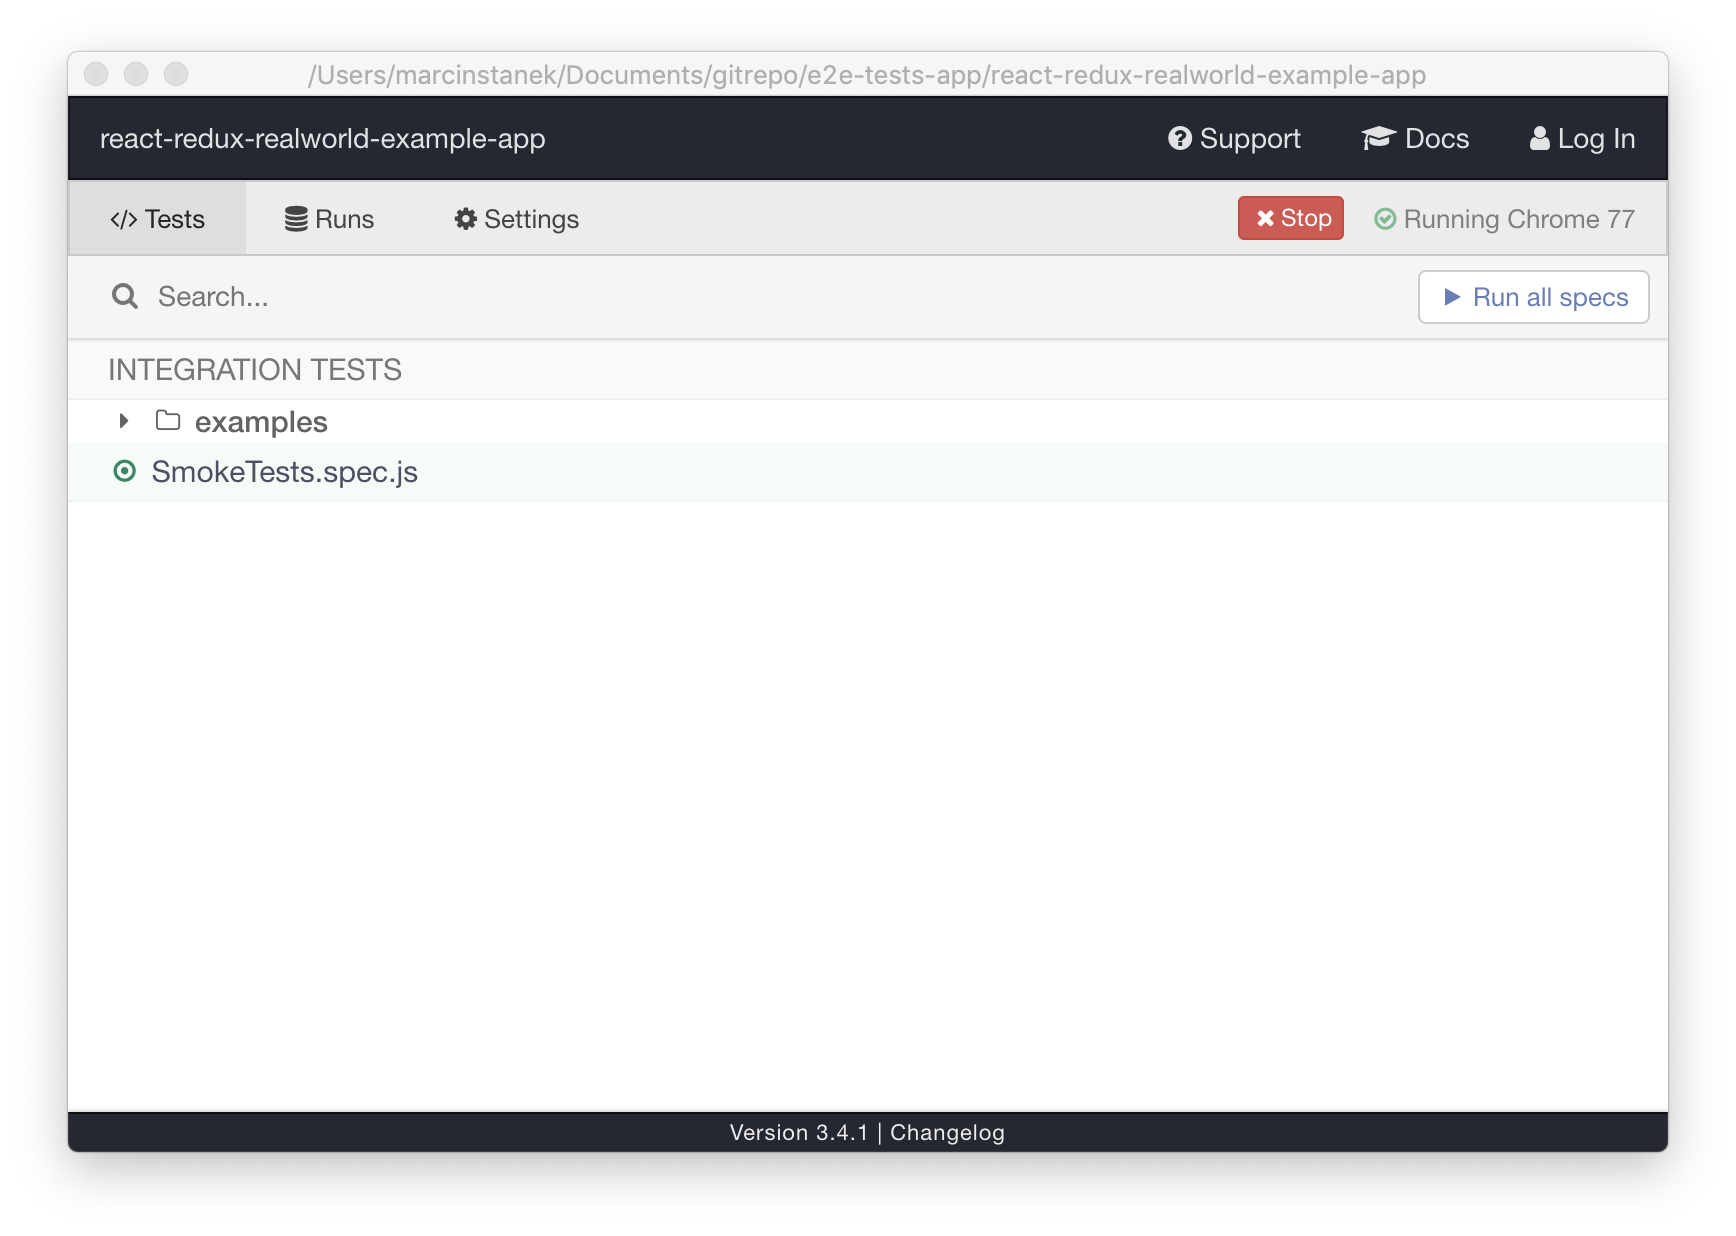 /Users/marcinstanek/Documents/gitrepo/e2e-tests-app/react-redux-realworld-example-app
react-redux-realworld-example-app Support Docs Log In
</> Tests Runs Settings Stop Running Chrome 77
Search... Run all specs
INTEGRATION TESTS
examples
SmokeTests.spec.js
Version 3.4.1 | Changelog